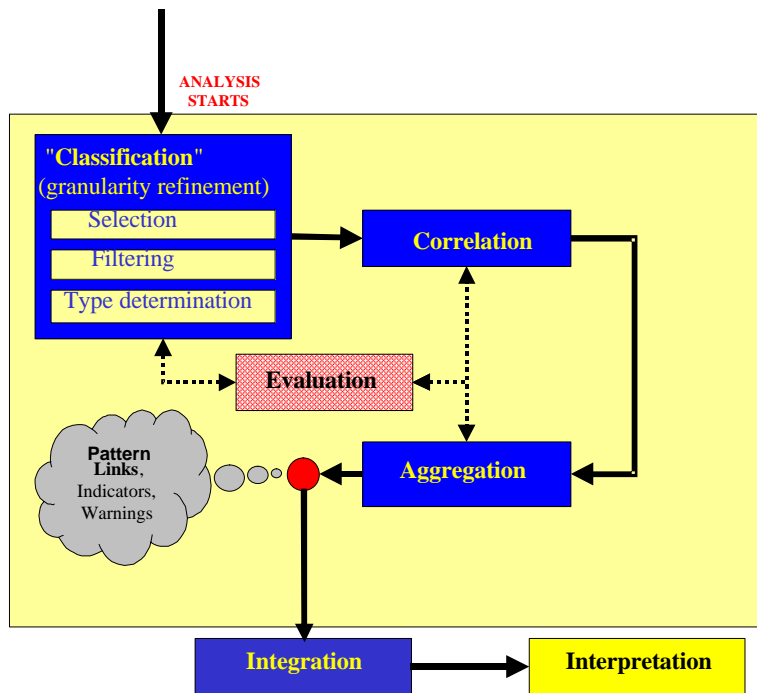 ANALYSIS
STARTS
"Classification"
(granularity refinement)
Selection
Filtering
Type determination
Correlation
Evaluation
Pattern
Links,
Indicators,
Warnings
Aggregation
Integration
Interpretation